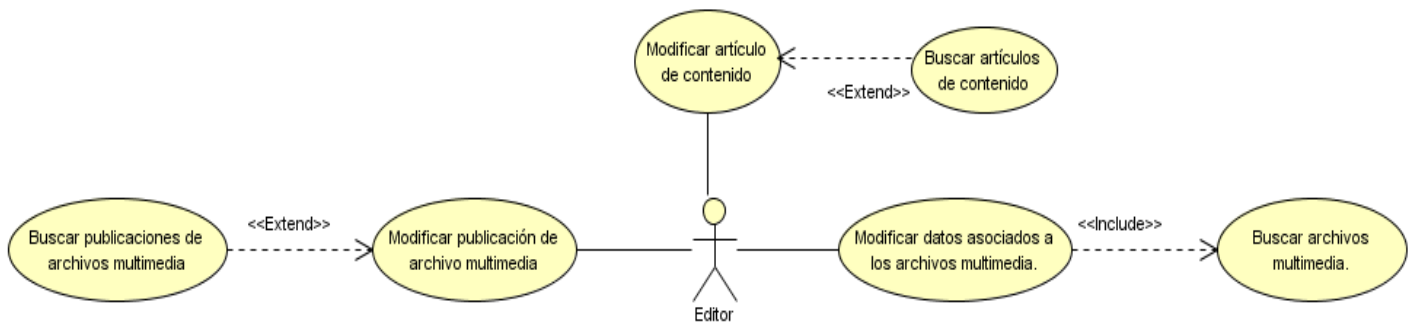 Modificar artículo
de contenido
Buscar artículos
de contenido
<<Extend>>
Buscar publicaciones de
archivos multimedia
<<Extend>>
Modificar publicación de
archivo multimedia
Modificar datos asociados a
los archivos multimedia.
<<Include>>
Buscar archivos
multimedia.
Editor